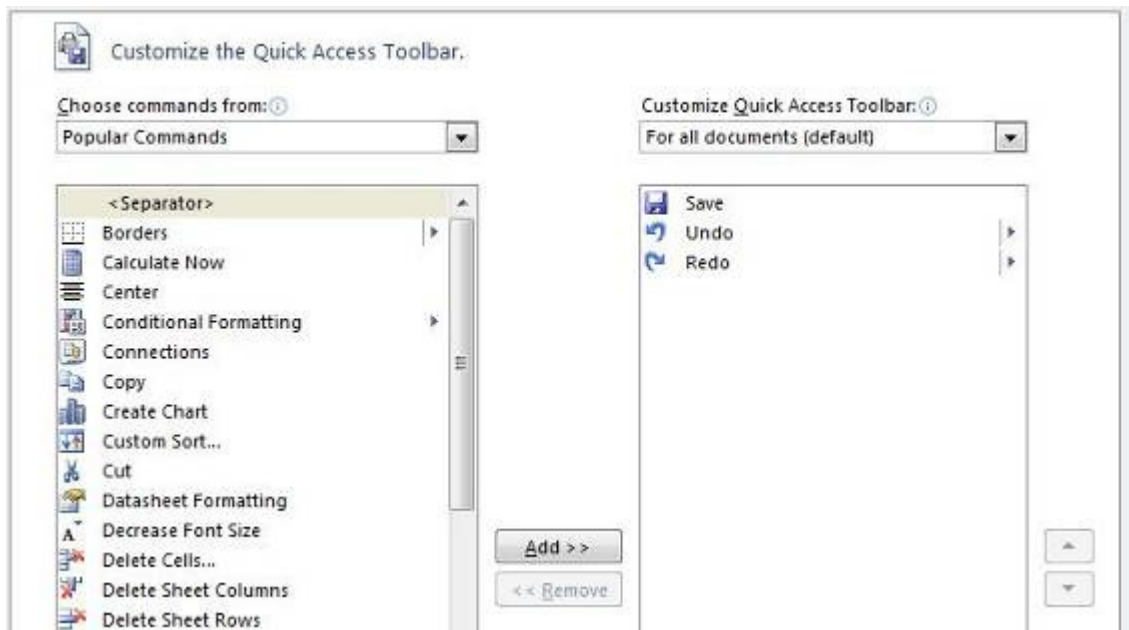 Customize the Quick Access Toolbar.
Choose commands from:
Popular Commands
<Separator>
Borders
Calculate Now
Center
Conditional Formatting
Connections
Copy
Create Chart
Custom Sort...
Cut
Datasheet Formatting
Decrease Font Size
Delete Cells...
Delete Sheet Columns
Delete Sheet Rows
Add >>
<< Remove
Customize Quick Access Toolbar:
For all documents (default)
Save
Undo
Redo